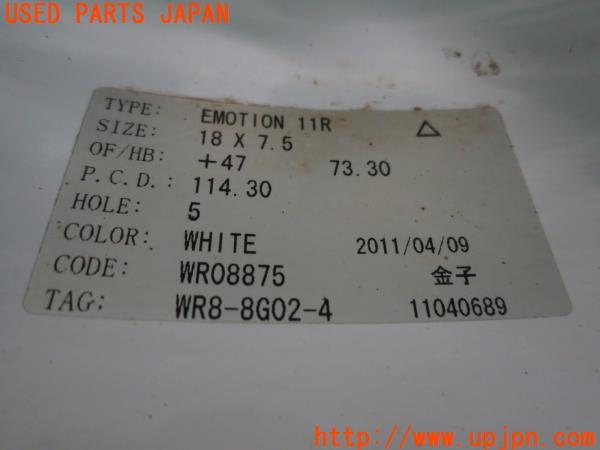 USED PARTS JAPAN
TYPE: EMOTION 11R △
SIZE: 18 X 7.5
OF/HB: +47 73.30
P.C.D.: 114.30
HOLE: 5
COLOR: WHITE 2011/04/09
CODE: WR08875 金子
TAG: WR8-8G02-4 11040689
http://www.upjpn.com/